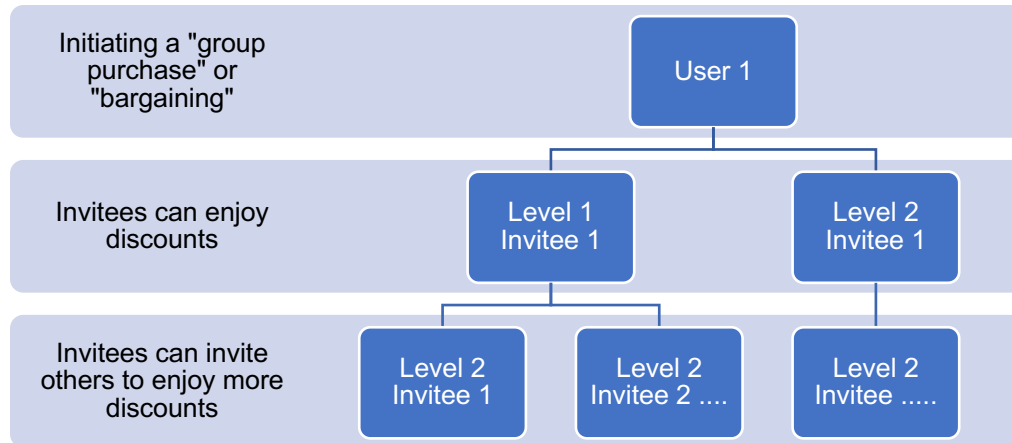 Initiating a "group
purchase" or
"bargaining"
User 1
Invitees can enjoy
discounts
Level 1
Invitee 1
Level 2
Invitee 1
Invitees can invite
others to enjoy more
discounts
Level 2
Invitee 1
Level 2
Invitee 2 ....
Level 2
Invitee .....